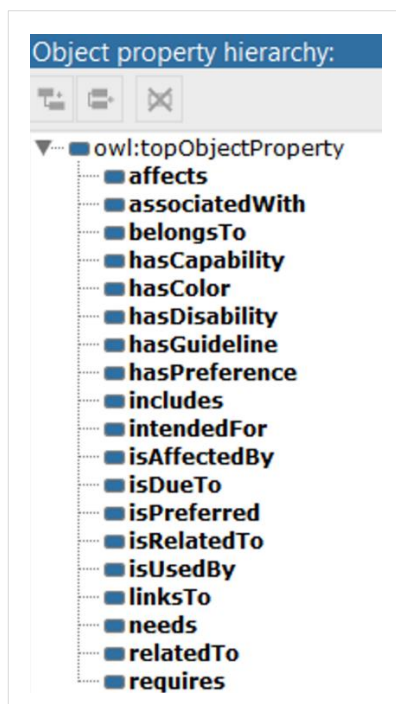 Object property hierarchy:
owl:topObjectProperty
affects
associatedWith
belongsTo
hasCapability
hasColor
hasDisability
hasGuideline
hasPreference
includes
intendedFor
isAffectedBy
isDueTo
isPreferred
isRelatedTo
isUsedBy
linksTo
needs
relatedTo
requires